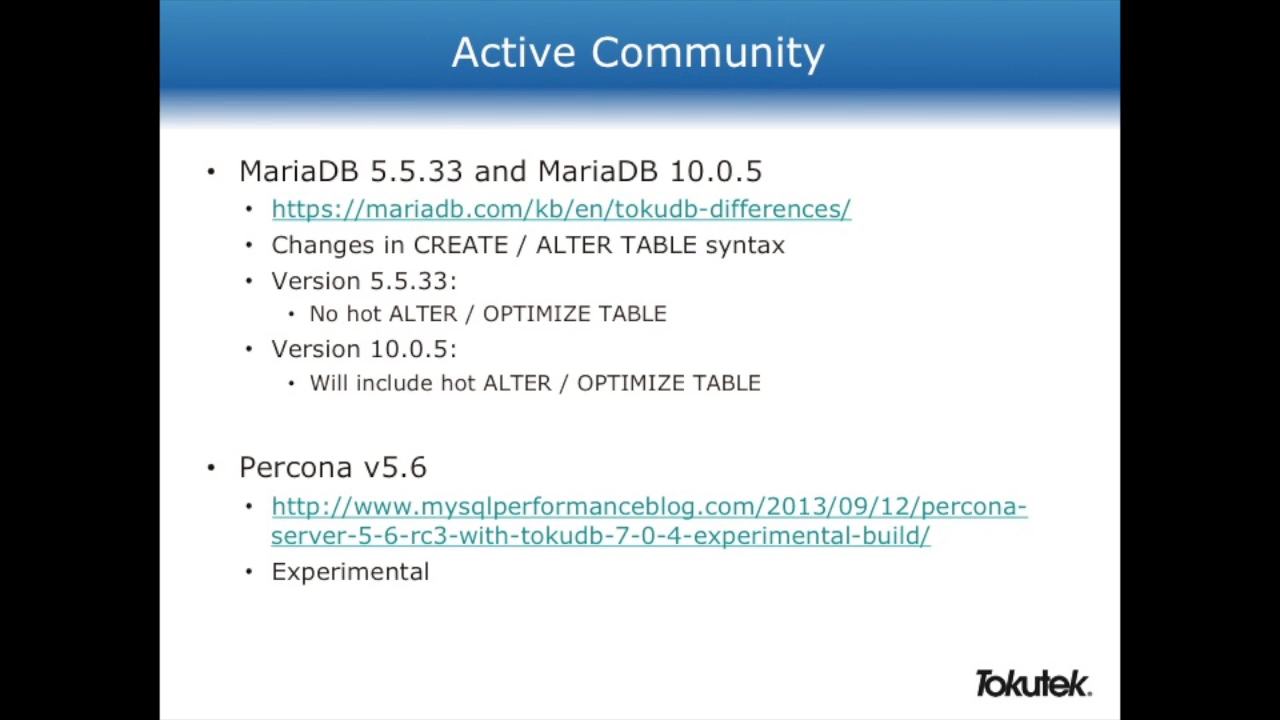 Active Community
• MariaDB 5.5.33 and MariaDB 10.0.5
• https://mariadb.com/kb/en/tokudb-differences/
• Changes in CREATE / ALTER TABLE syntax
• Version 5.5.33:
• No hot ALTER / OPTIMIZE TABLE
• Version 10.0.5:
• Will include hot ALTER / OPTIMIZE TABLE
• Percona v5.6
• http://www.mysqlperformanceblog.com/2013/09/12/percona-
server-5-6-rc3-with-tokudb-7-0-4-experimental-build/
• Experimental
Tokutek.